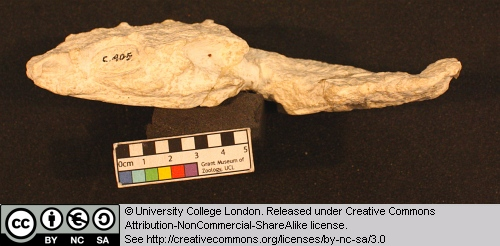 C.405
0cm 1 2 3 4 5
Grant Museum of
Zoology, UCL
© University College London. Released under Creative Commons
Attribution-NonCommercial-ShareAlike license.
See http://creativecommons.org/licenses/by-nc-sa/3.0
cc
BY NC SA